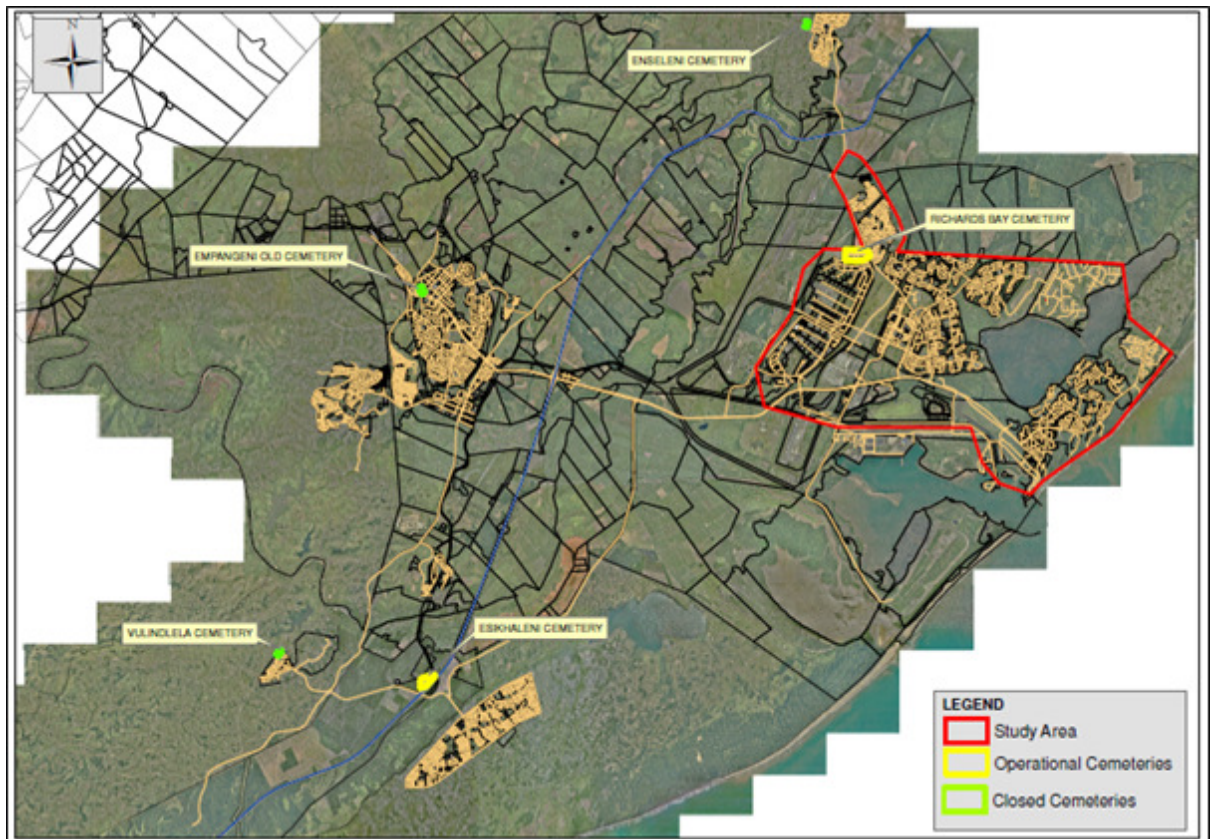 N
ENSELENI CEMETERY
RICHARDS BAY CEMETERY
EMPANGENI OLD CEMETERY
VULINDLELA CEMETERY
ESIKHALENI CEMETERY
LEGEND
Study Area
Operational Cemeteries
Closed Cemeteries